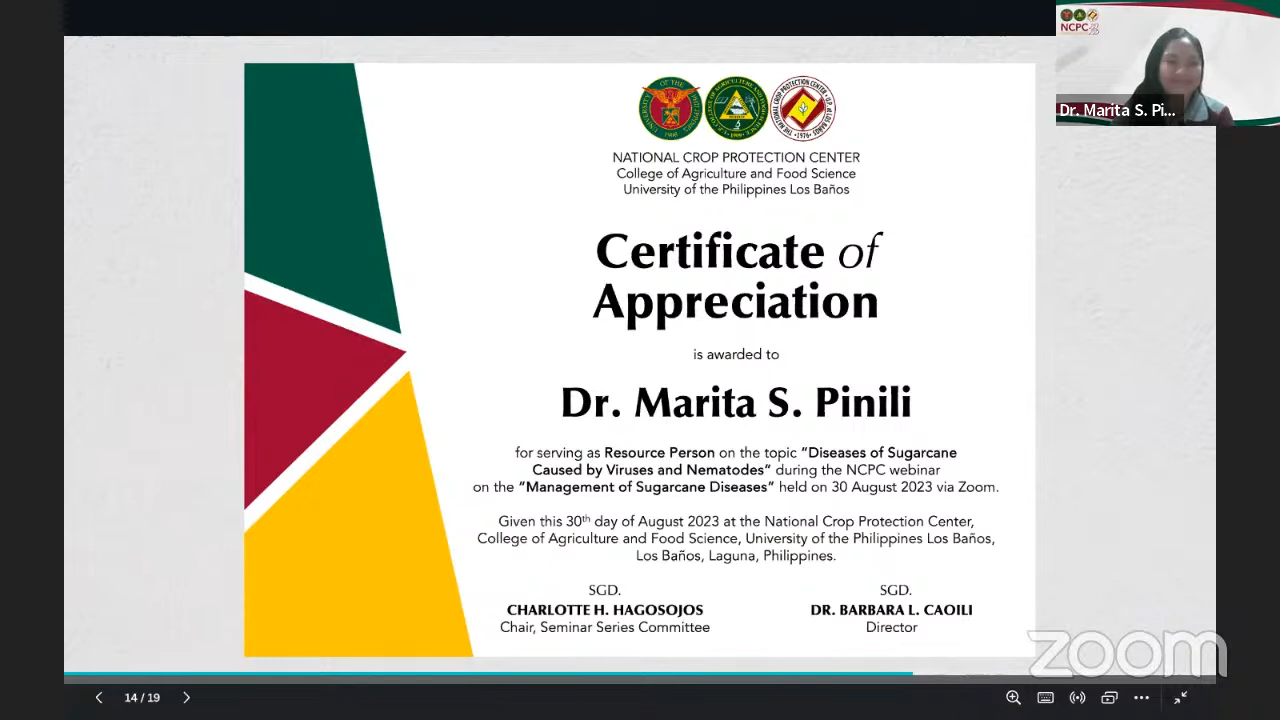 NCPC
Dr. Marita S. Pi...
NATIONAL CROP PROTECTION CENTER
College of Agriculture and Food Science
University of the Philippines Los Baños
Certificate of
Appreciation
is awarded to
Dr. Marita S. Pinili
for serving as Resource Person on the topic “Diseases of Sugarcane
Caused by Viruses and Nematodes” during the NCPC webinar
on the “Management of Sugarcane Diseases” held on 30 August 2023 via Zoom.
Given this 30th day of August 2023 at the National Crop Protection Center,
College of Agriculture and Food Science, University of the Philippines Los Baños,
Los Baños, Laguna, Philippines.
SGD.
CHARLOTTE H. HAGOSOJOS
Chair, Seminar Series Committee
SGD.
DR. BARBARA L. CAOILI
Director
zoom
14 / 19